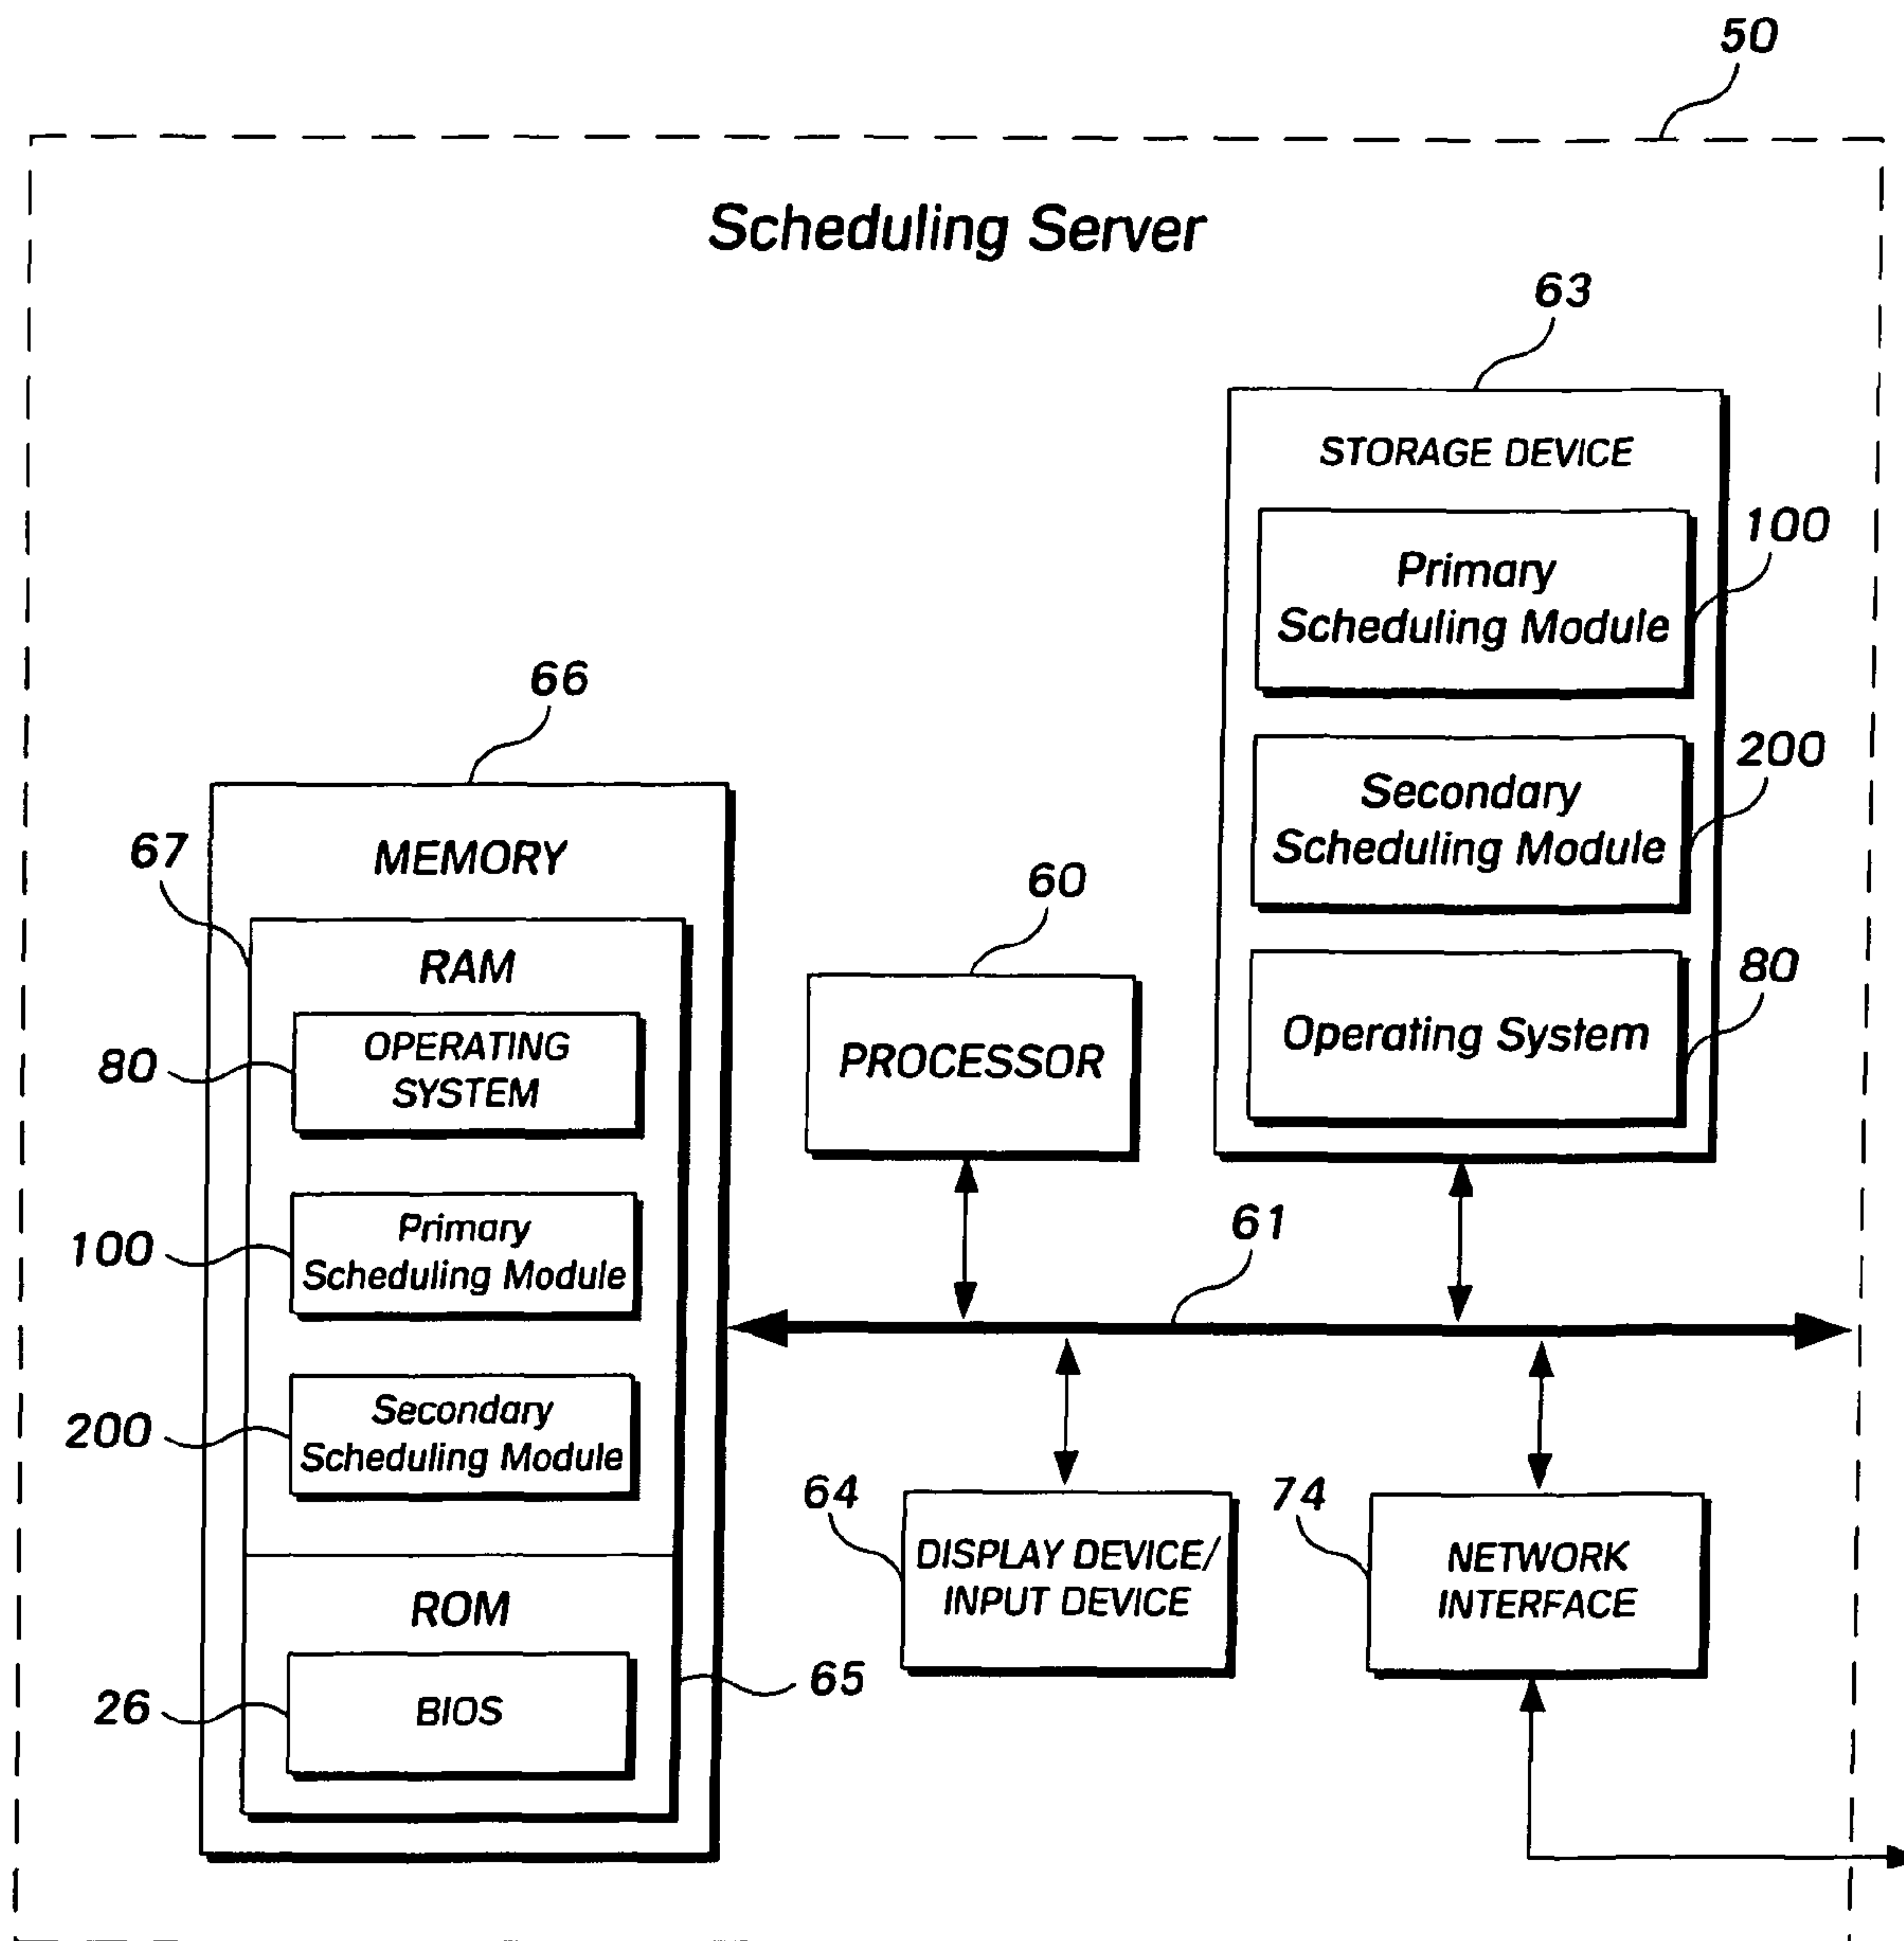 50
Scheduling Server
63
STORAGE DEVICE
100
Primary
Scheduling Module
200
Secondary
Scheduling Module
80
Operating System
66
MEMORY
67
RAM
80
OPERATING
SYSTEM
100
Primary
Scheduling Module
200
Secondary
Scheduling Module
ROM
65
26
BIOS
60
PROCESSOR
61
64
DISPLAY DEVICE/
INPUT DEVICE
74
NETWORK
INTERFACE